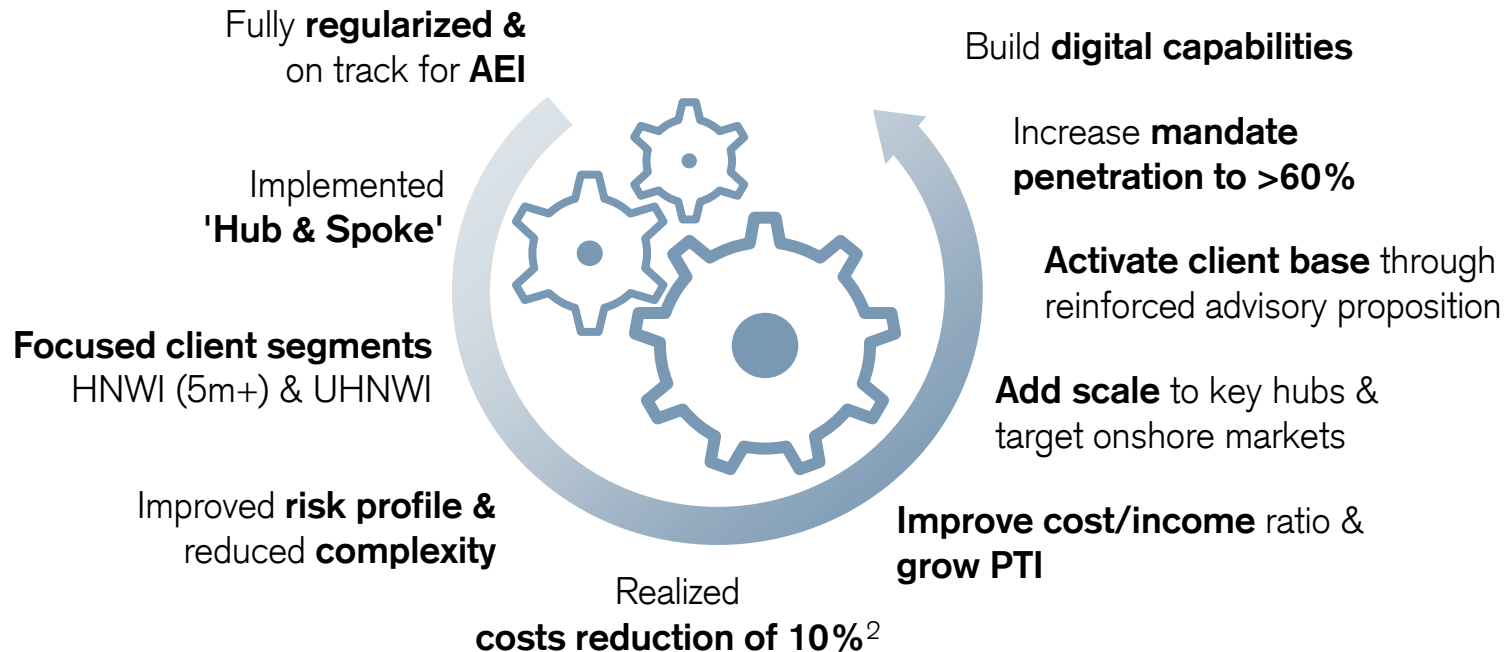 Fully regularized &
on track for AEI
Implemented
'Hub & Spoke'
Focused client segments
HNWI (5m+) & UHNWI
Improved risk profile &
reduced complexity
Realized
costs reduction of 10%²
Improve cost/income ratio &
grow PTI
Add scale to key hubs &
target onshore markets
Activate client base through
reinforced advisory proposition
Increase mandate
penetration to >60%
Build digital capabilities